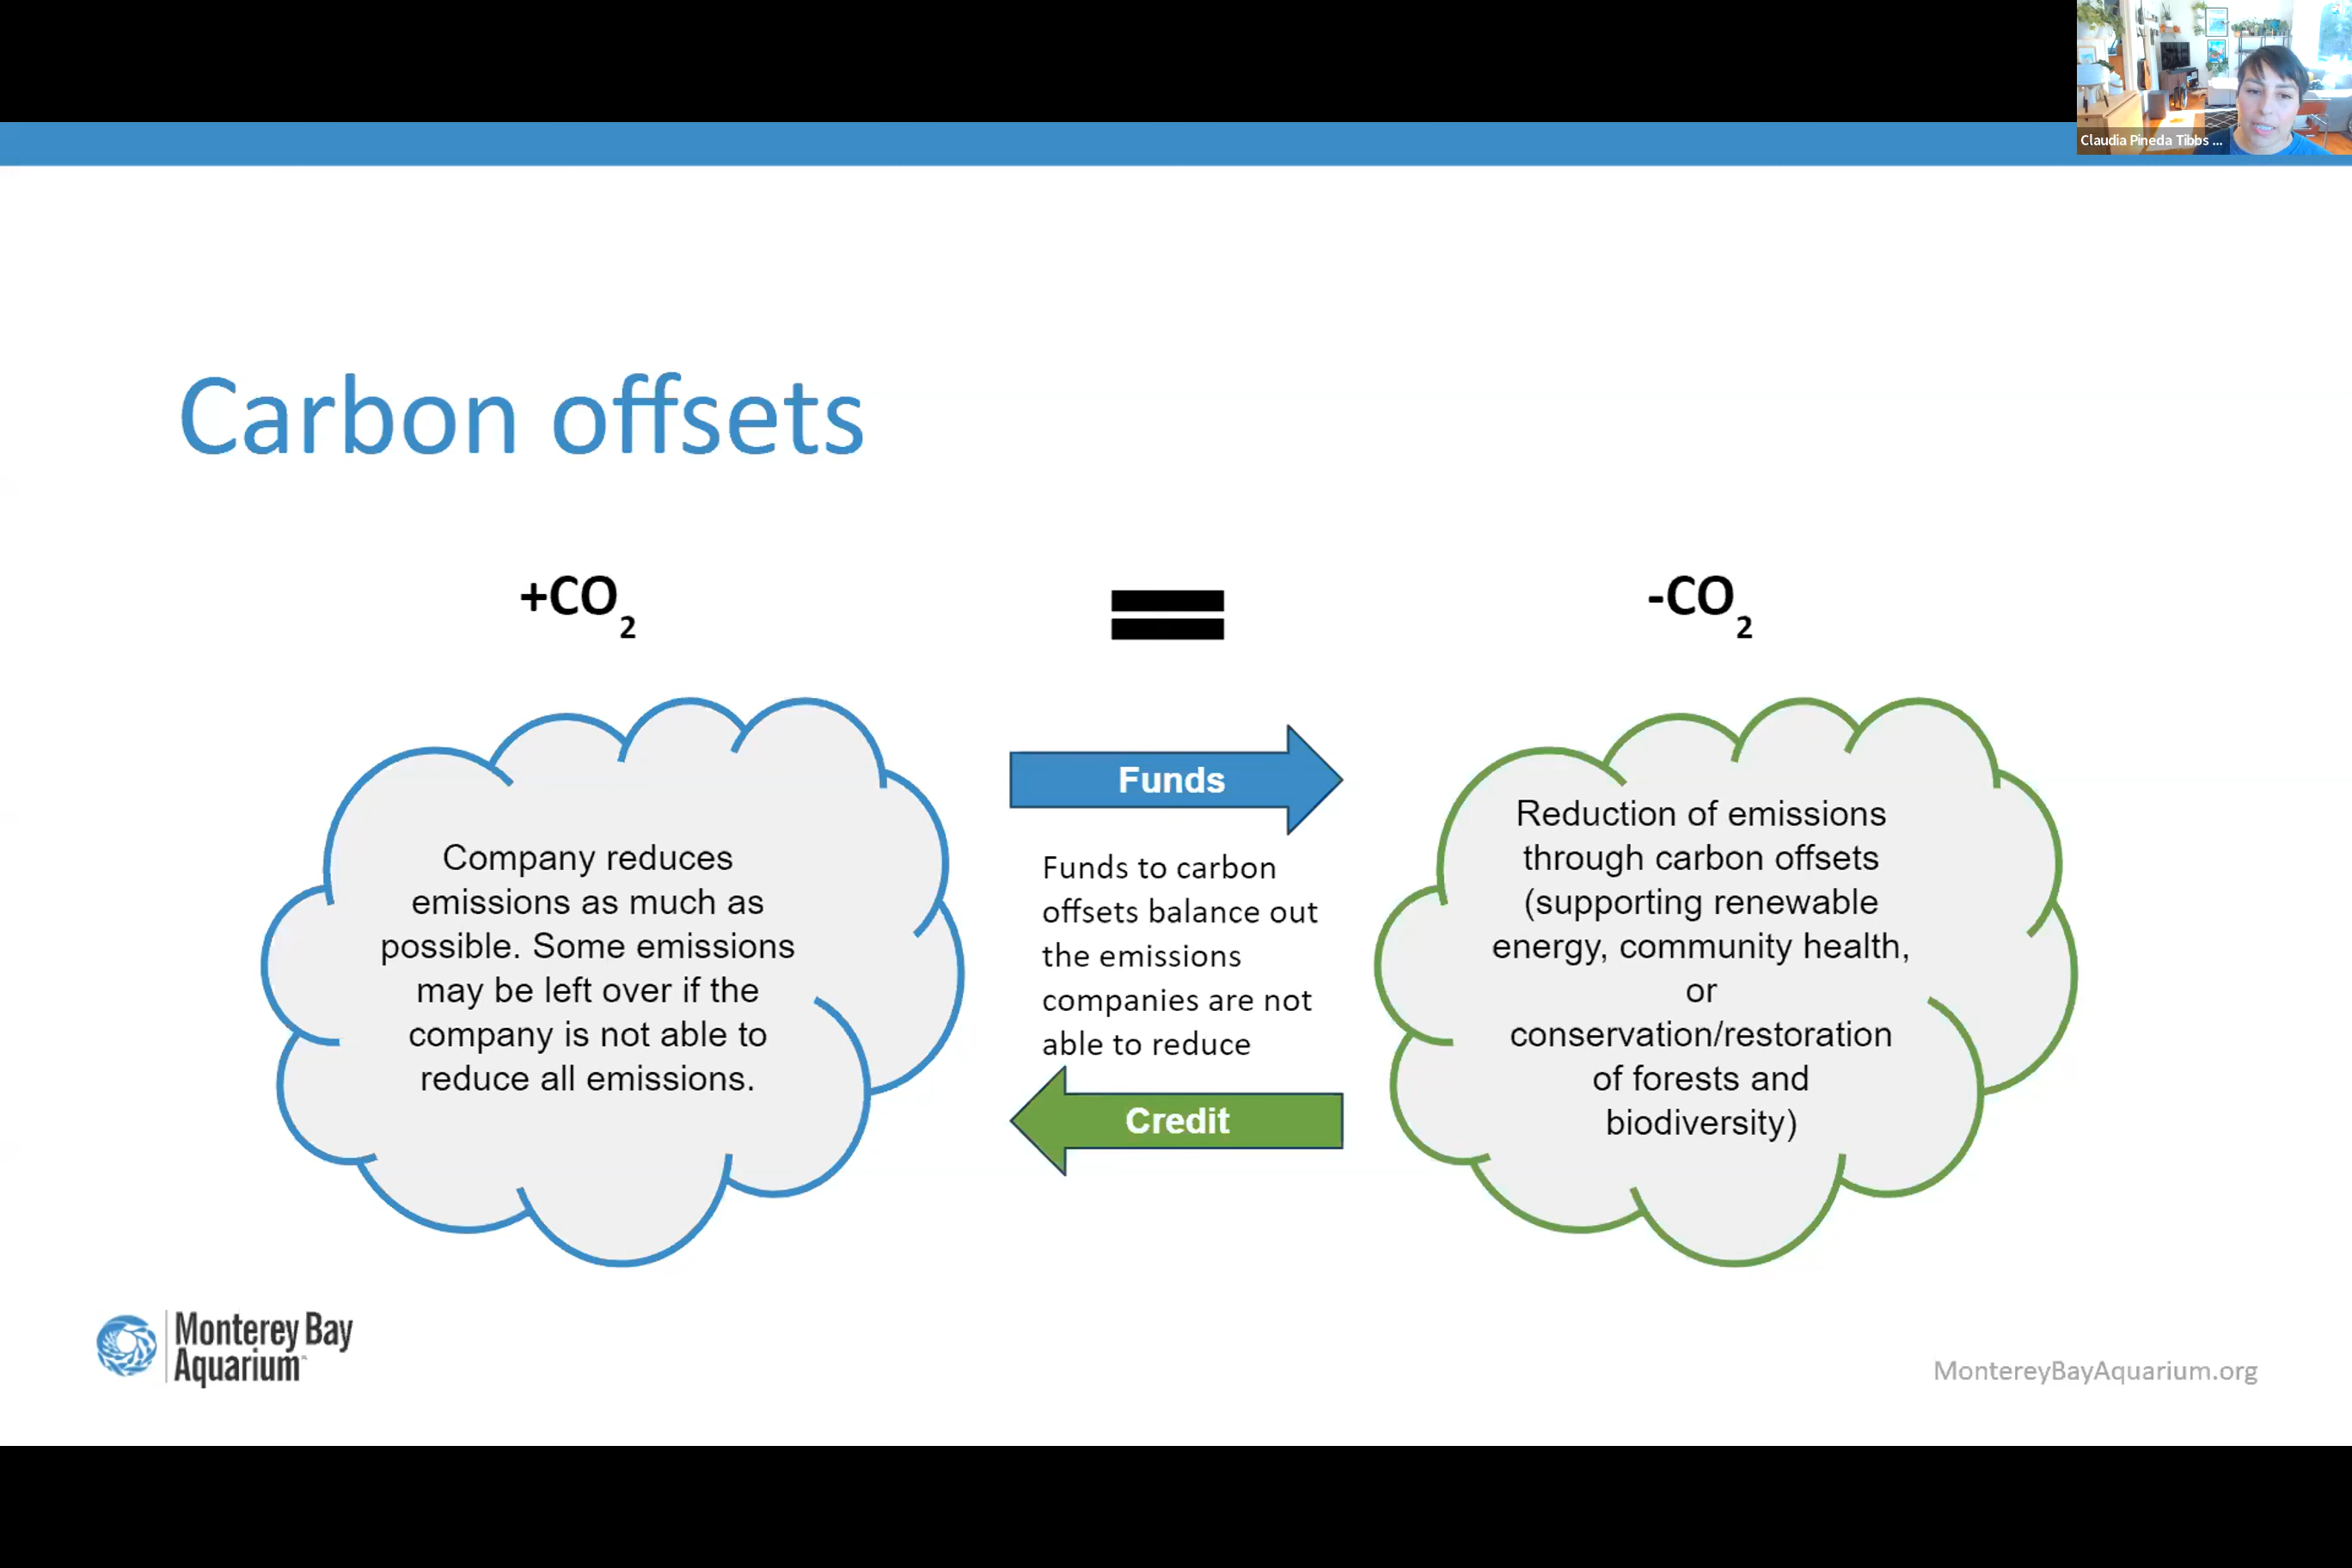 Claudia Pineda Tibbs ...
Carbon offsets
+CO₂
=
-CO₂
Company reduces
emissions as much as
possible. Some emissions
may be left over if the
company is not able to
reduce all emissions.
Funds
Funds to carbon
offsets balance out
the emissions
companies are not
able to reduce
Credit
Reduction of emissions
through carbon offsets
(supporting renewable
energy, community health,
or
conservation/restoration
of forests and
biodiversity)
Monterey Bay
Aquarium
MontereyBayAquarium.org